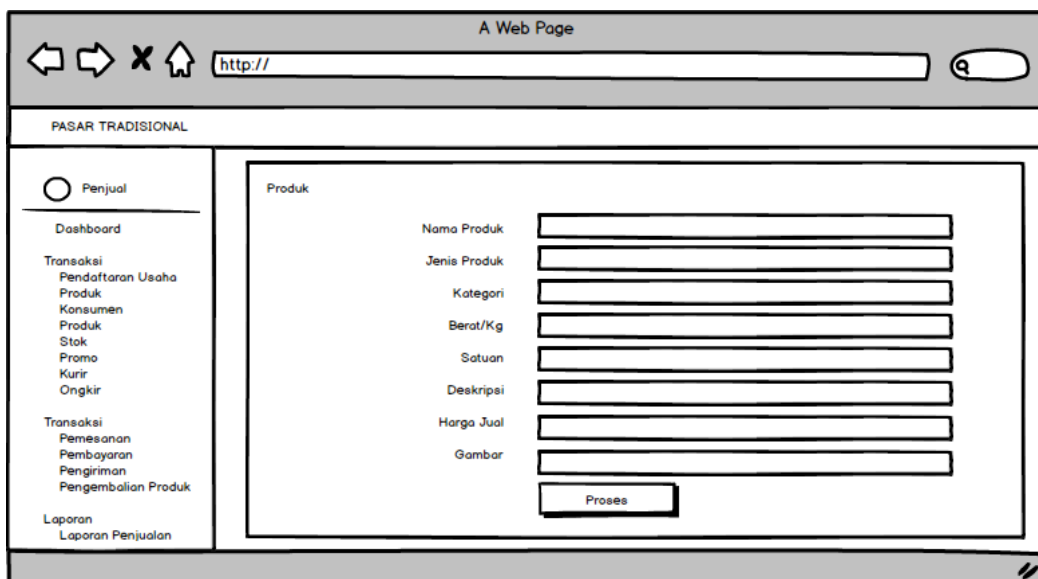 A Web Page
http://
PASAR TRADISIONAL
Penjual
Dashboard
Transaksi
Pendaftaran Usaha
Produk
Konsumen
Produk
Stok
Promo
Kurir
Ongkir
Transaksi
Pemesanan
Pembayaran
Pengiriman
Pengembalian Produk
Laporan
Laporan Penjualan
Produk
Nama Produk
Jenis Produk
Kategori
Berat/Kg
Satuan
Deskripsi
Harga Jual
Gambar
Proses